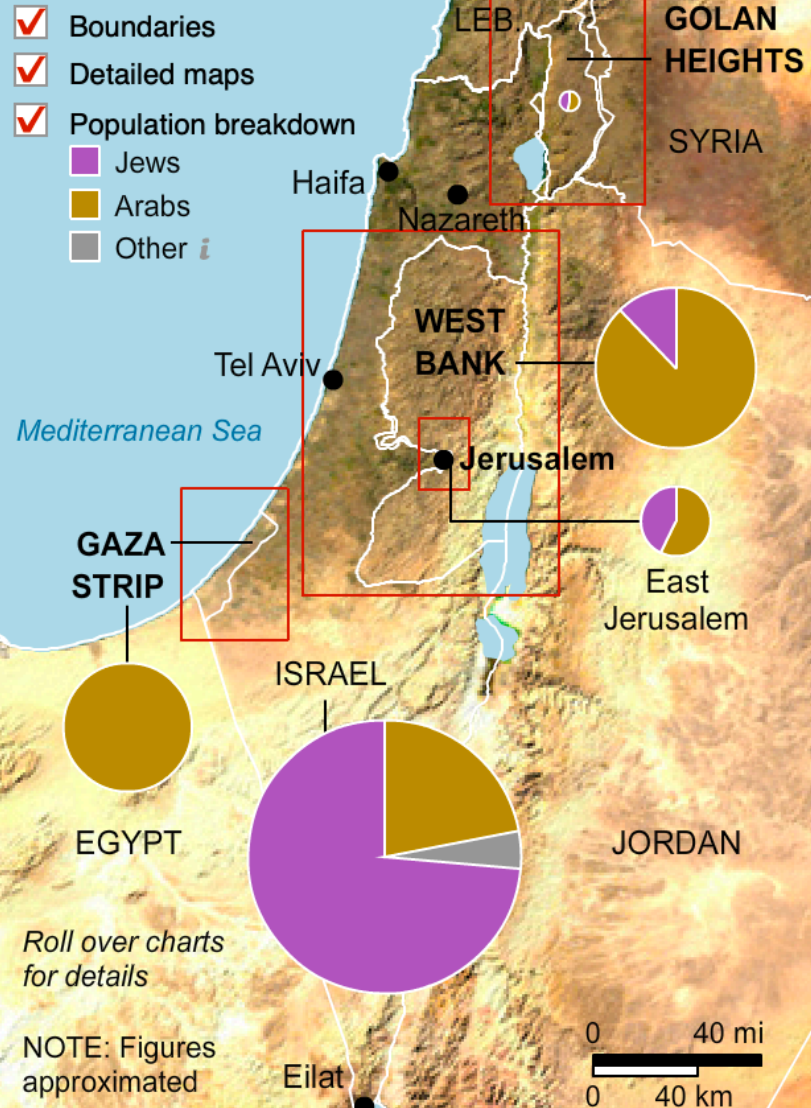 Boundaries
Detailed maps
Population breakdown
Jews
Arabs
Other i
LEB.
GOLAN
HEIGHTS
SYRIA
Haifa
Nazareth
WEST
BANK
Tel Aviv
Mediterranean Sea
Jerusalem
GAZA
STRIP
East
Jerusalem
ISRAEL
EGYPT
JORDAN
Roll over charts
for details
NOTE: Figures
approximated
Eilat
0 40 mi
0 40 km